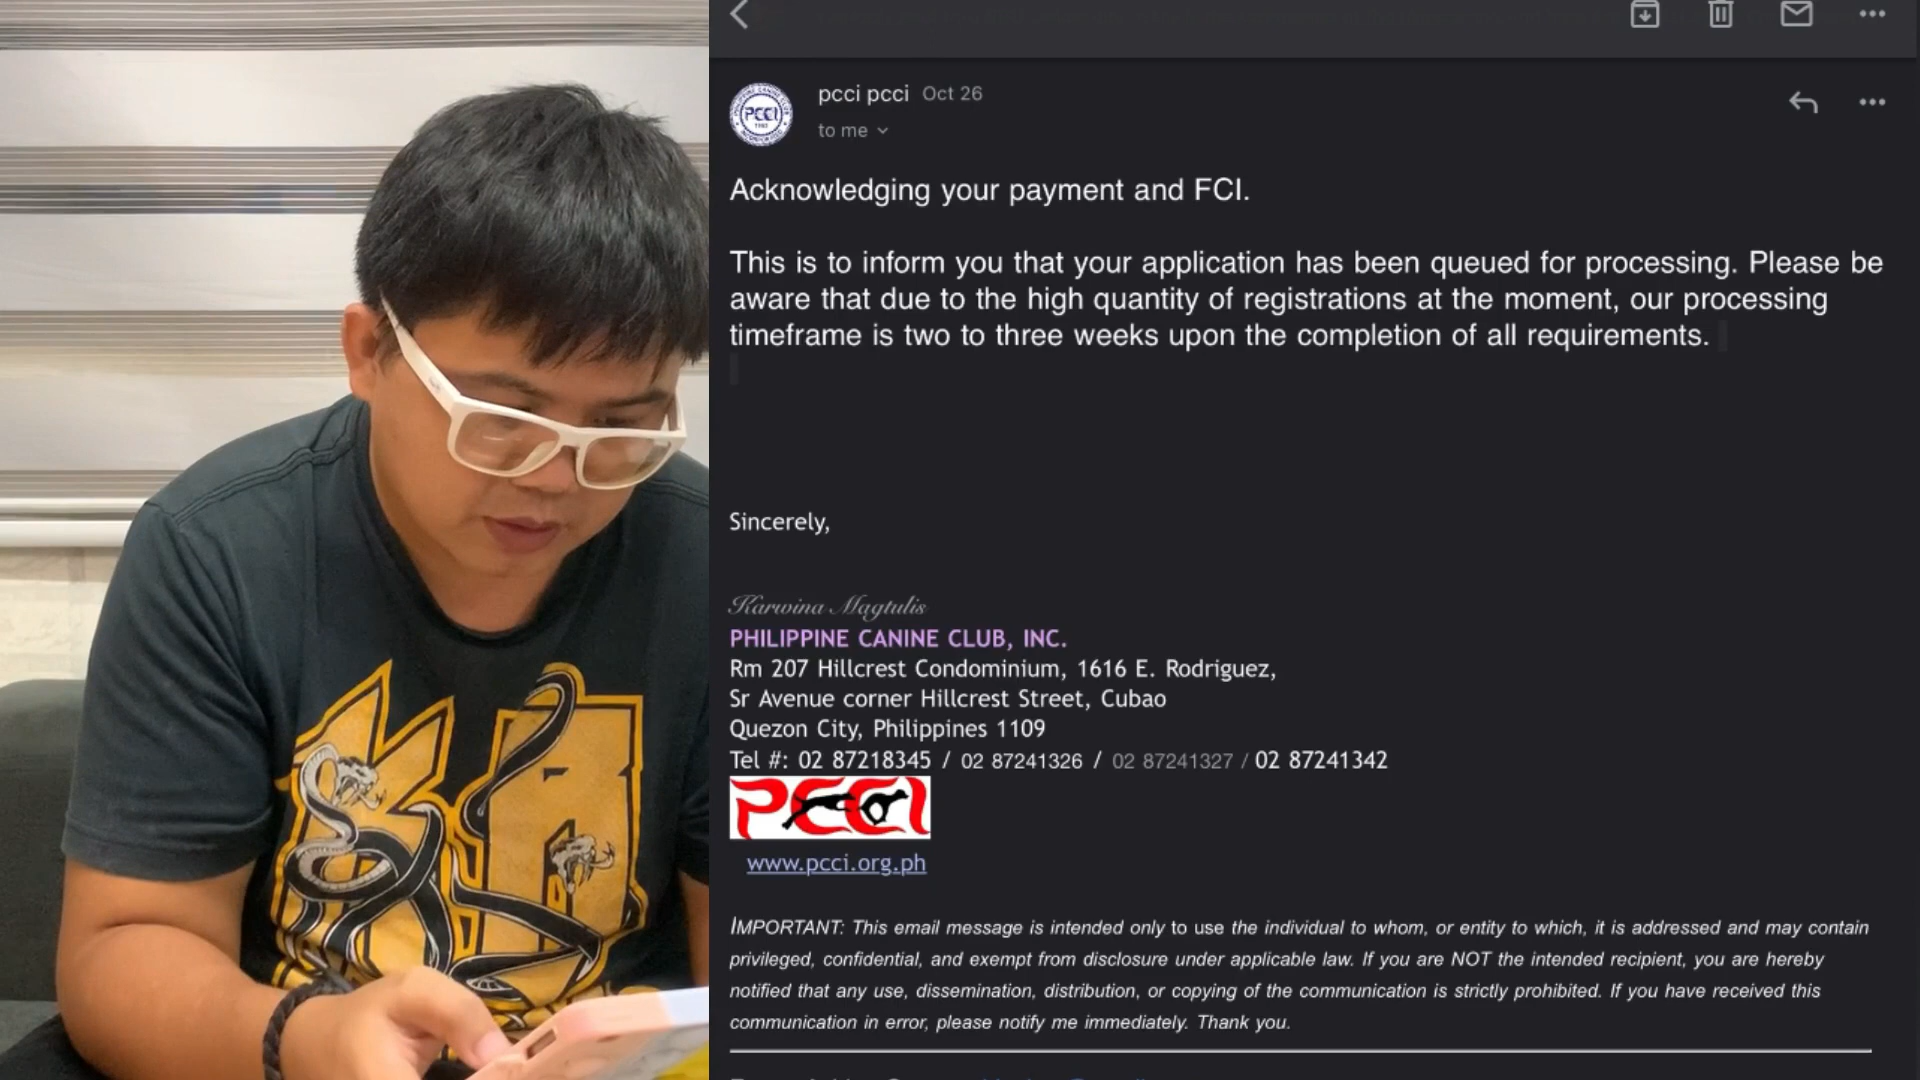 pcci pcci Oct 26
to me
Acknowledging your payment and FCI.
This is to inform you that your application has been queued for processing. Please be
aware that due to the high quantity of registrations at the moment, our processing
timeframe is two to three weeks upon the completion of all requirements.
Sincerely,
Karwina Magtulis
PHILIPPINE CANINE CLUB, INC.
Rm 207 Hillcrest Condominium, 1616 E. Rodriguez,
Sr Avenue corner Hillcrest Street, Cubao
Quezon City, Philippines 1109
Tel #: 02 87218345 / 02 87241326 / 02 87241327 / 02 87241342
PCCI
www.pcci.org.ph
IMPORTANT: This email message is intended only to use the individual to whom, or entity to which, it is addressed and may contain
privileged, confidential, and exempt from disclosure under applicable law. If you are NOT the intended recipient, you are hereby
notified that any use, dissemination, distribution, or copying of the communication is strictly prohibited. If you have received this
communication in error, please notify me immediately. Thank you.